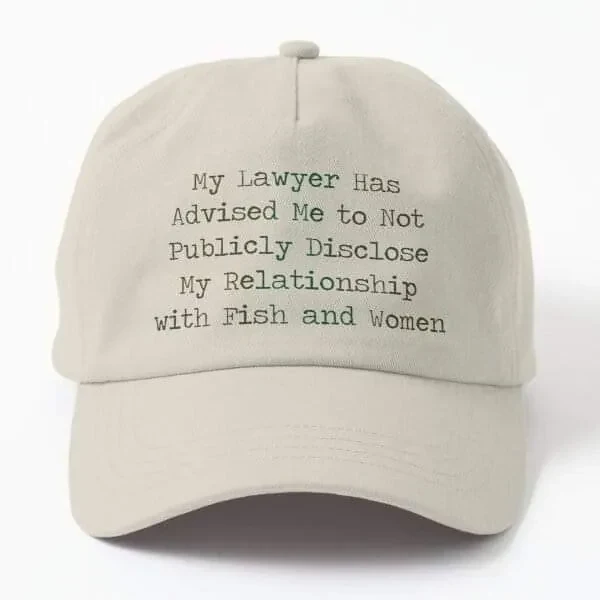 My Lawyer Has
Advised Me to Not
Publicly Disclose
My Relationship
with Fish and Women